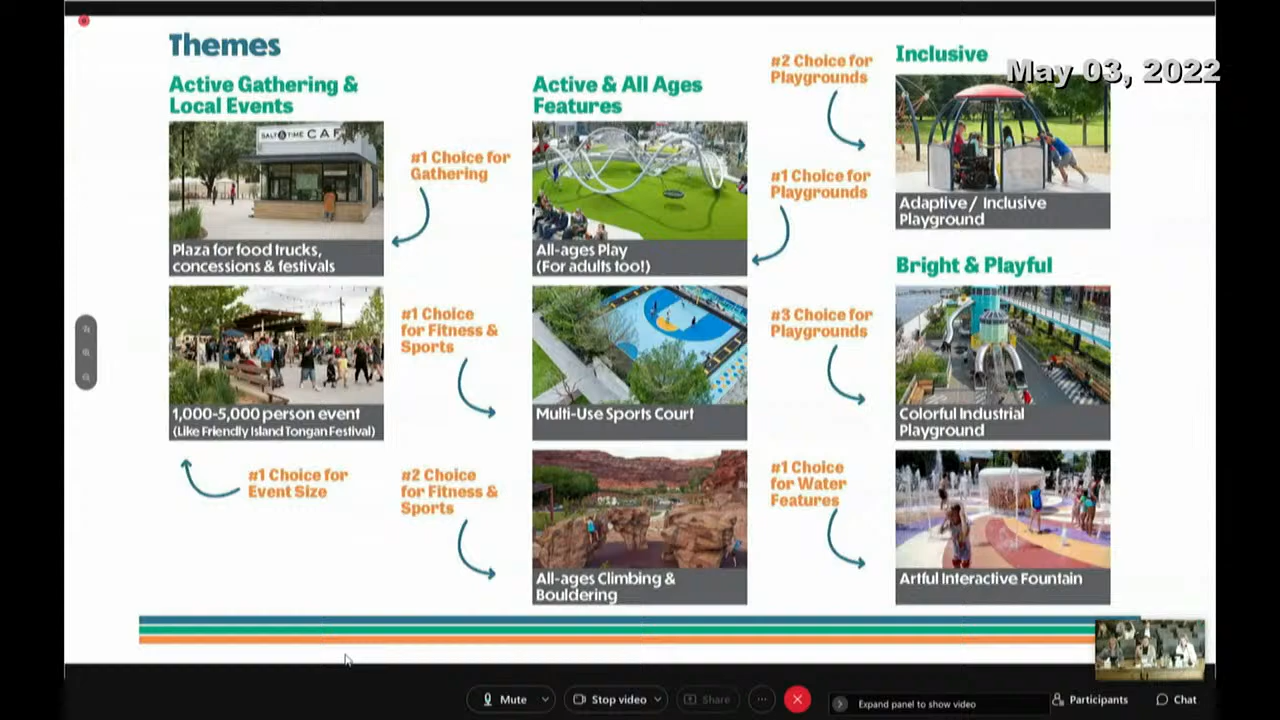 Themes
Active Gathering &
Local Events
SALT & TIME CAF
Plaza for food trucks,
concessions & festivals
#1 Choice for
Gathering
1,000-5,000 person event
(Like Friendly Island Tongan Festival)
#1 Choice for
Event Size
Active & All Ages
Features
All-ages Play
(For adults too!)
#1 Choice
for Fitness &
Sports
Multi-Use Sports Court
#2 Choice
for Fitness &
Sports
All-ages Climbing &
Bouldering
#2 Choice for
Playgrounds
#1 Choice for
Playgrounds
#3 Choice for
Playgrounds
#1 Choice
for Water
Features
Inclusive
May 03, 2022
Adaptive / Inclusive
Playground
Bright & Playful
Colorful Industrial
Playground
Artful Interactive Fountain
Mute
Stop video
Share
Expand panel to show video
Participants
Chat